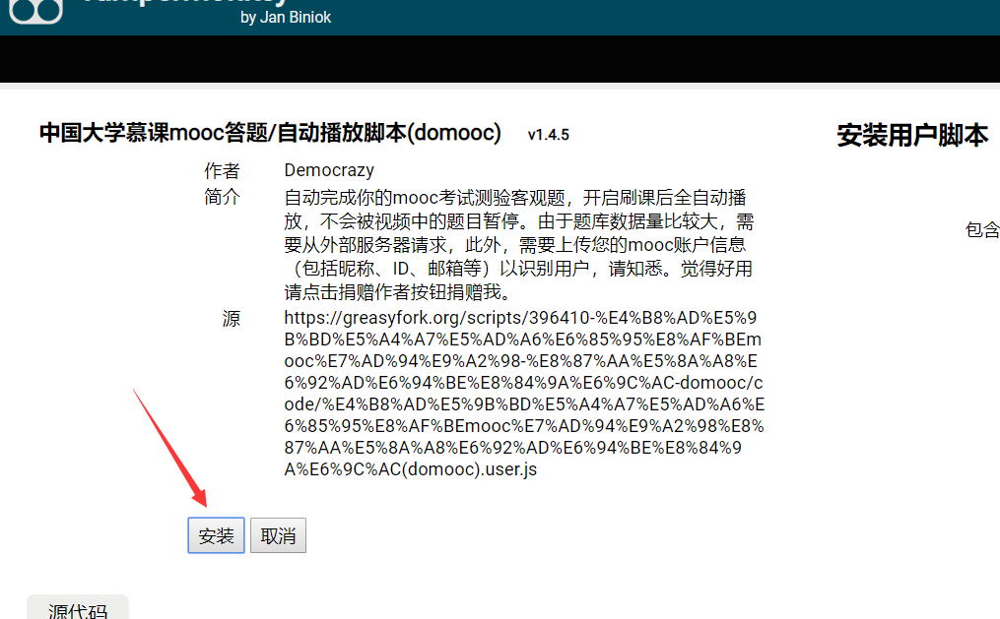 by Jan Biniok
中国大学慕课mooc答题/自动播放脚本(domooc) v1.4.5
安装用户脚本
作者 Democrazy
简介 自动完成你的mooc考试测验客观题，开启刷课后全自动播
放，不会被视频中的题目暂停。由于题库数据量比较大，需
要从外部服务器请求，此外，需要上传您的mooc账户信息
（包括昵称、ID、邮箱等）以识别用户，请知悉。觉得好用
请点击捐赠作者按钮捐赠我。
包含
源 https://greasyfork.org/scripts/396410-%E4%B8%AD%E5%9
B%BD%E5%A4%A7%E5%AD%A6%E6%85%95%E8%AF%BEm
ooc%E7%AD%94%E9%A2%98-%E8%87%AA%E5%8A%A8%E
6%92%AD%E6%94%BE%E8%84%9A%E6%9C%AC-domooc/c
ode/%E4%B8%AD%E5%9B%BD%E5%A4%A7%E5%AD%A6%E
6%85%95%E8%AF%BEmooc%E7%AD%94%E9%A2%98%E8%
87%AA%E5%8A%A8%E6%92%AD%E6%94%BE%E8%84%9
A%E6%9C%AC(domooc).user.js
安装 取消
源代码